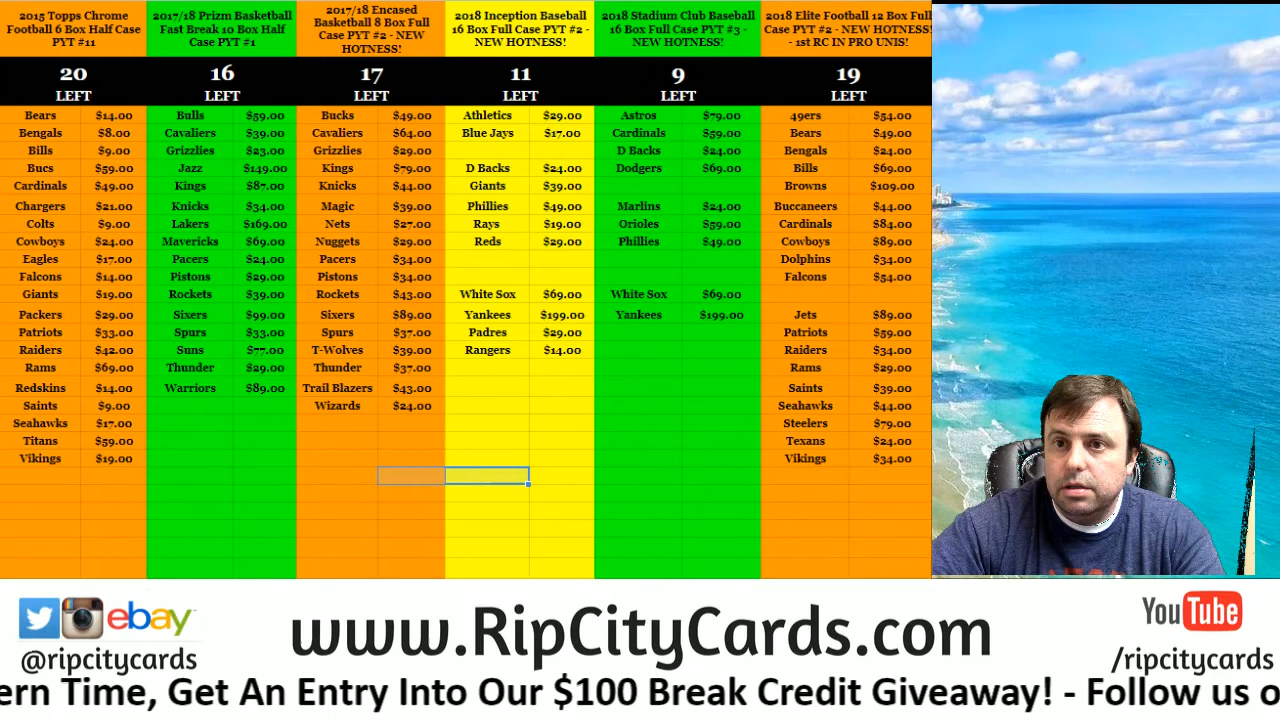 2015 Topps Chrome
Football 6 Box Half Case
PYT #11
20
LEFT
Bears $14.00
Bengals $8.00
Bills $9.00
Bucs $59.00
Cardinals $49.00
Chargers $21.00
Colts $9.00
Cowboys $24.00
Eagles $17.00
Falcons $14.00
Giants $19.00
Packers $29.00
Patriots $33.00
Raiders $42.00
Rams $69.00
Redskins $14.00
Saints $9.00
Seahawks $17.00
Titans $59.00
Vikings $19.00
2017/18 Prizm Basketball
Fast Break 10 Box Half
Case PYT #1
16
LEFT
Bulls $59.00
Cavaliers $39.00
Grizzlies $23.00
Jazz $149.00
Kings $87.00
Knicks $34.00
Lakers $169.00
Mavericks $69.00
Pacers $24.00
Pistons $29.00
Rockets $39.00
Sixers $99.00
Spurs $33.00
Suns $77.00
Thunder $29.00
Warriors $89.00
2017/18 Encased
Basketball 8 Box Full
Case PYT #2 - NEW
HOTNESS!
17
LEFT
Bucks $49.00
Cavaliers $64.00
Grizzlies $29.00
Kings $79.00
Knicks $44.00
Magic $39.00
Nets $27.00
Nuggets $29.00
Pacers $34.00
Pistons $34.00
Rockets $43.00
Sixers $89.00
Spurs $37.00
T-Wolves $39.00
Thunder $37.00
Trail Blazers $43.00
Wizards $24.00
2018 Inception Baseball
16 Box Full Case PYT #2 -
NEW HOTNESS!
11
LEFT
Athletics $29.00
Blue Jays $17.00
D Backs $24.00
Giants $39.00
Phillies $49.00
Rays $19.00
Reds $29.00
White Sox $69.00
Yankees $199.00
Padres $29.00
Rangers $14.00
2018 Stadium Club Baseball
16 Box Full Case PYT #3 -
NEW HOTNESS!
9
LEFT
Astros $79.00
Cardinals $59.00
D Backs $24.00
Dodgers $69.00
Marlins $24.00
Orioles $59.00
Phillies $49.00
White Sox $69.00
Yankees $199.00
2018 Elite Football 12 Box Full
Case PYT #2 - NEW HOTNESS!
- 1st RC IN PRO UNIS!
19
LEFT
49ers $54.00
Bears $49.00
Bengals $24.00
Bills $69.00
Browns $109.00
Buccaneers $44.00
Cardinals $84.00
Cowboys $89.00
Dolphins $34.00
Falcons $54.00
Jets $89.00
Patriots $59.00
Raiders $34.00
Rams $29.00
Saints $39.00
Seahawks $44.00
Steelers $79.00
Texans $24.00
Vikings $34.00
ebay
@ripcitycards
www.RipCityCards.com
YouTube
/ripcitycards
ern Time, Get An Entry Into Our $100 Break Credit Giveaway! - Follow us o